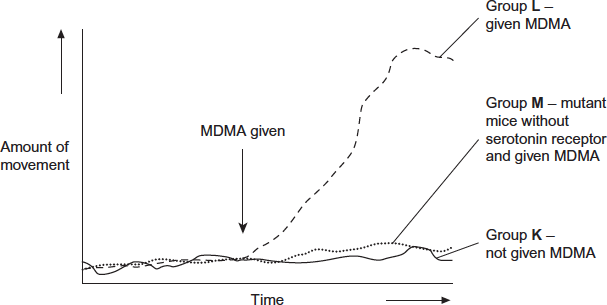 Group L –
given MDMA
MDMA given
Group M – mutant
mice without
serotonin receptor
and given MDMA
Amount of
movement
Group K –
not given MDMA
Time